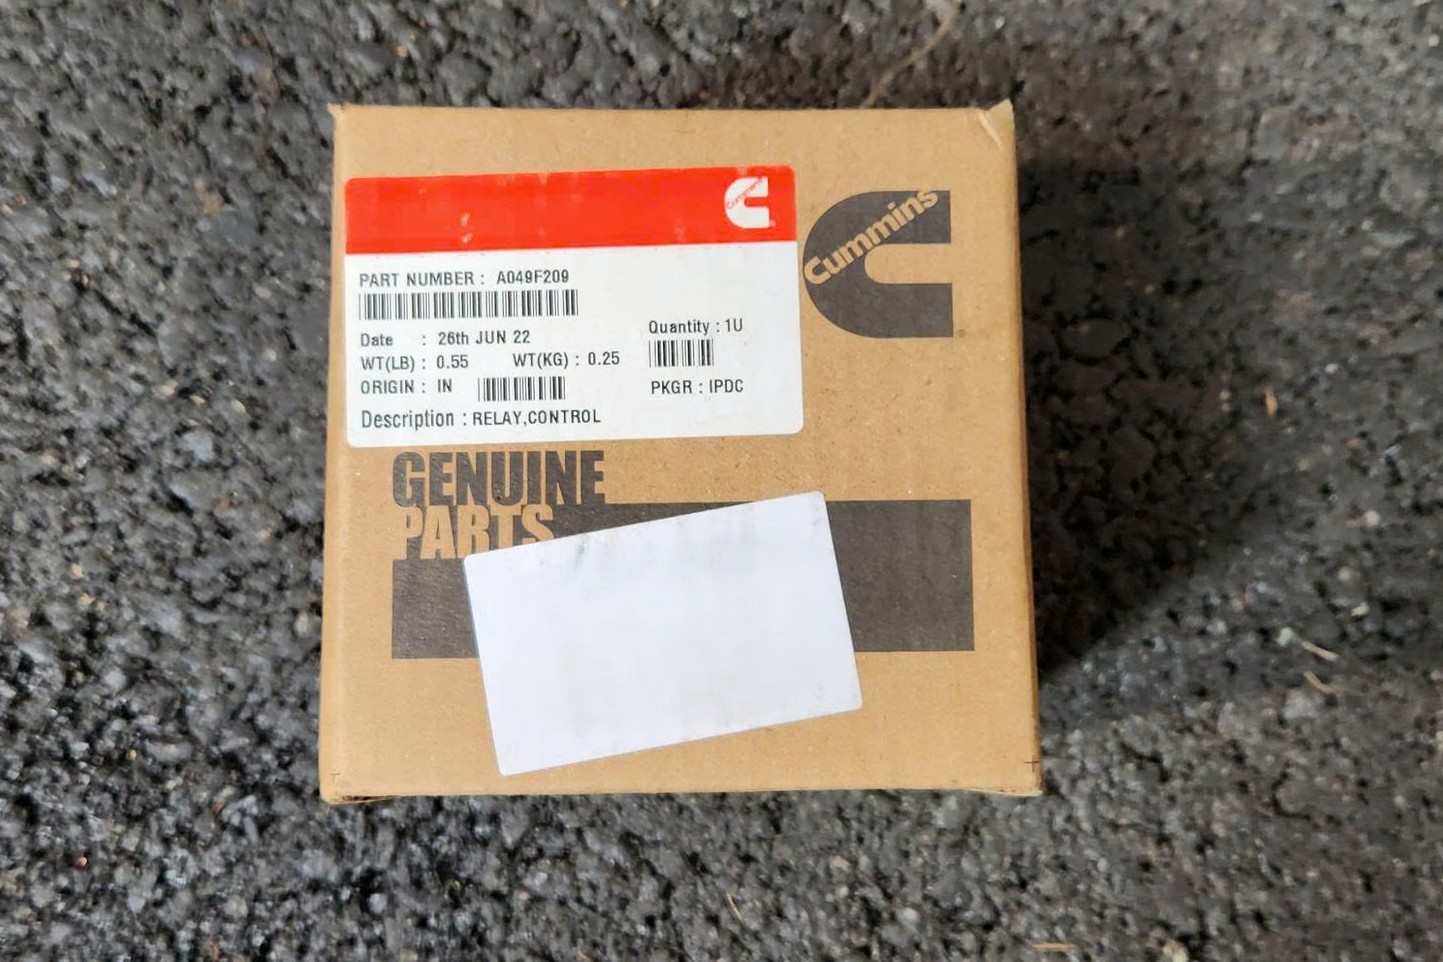 Cummins
Cummins
PART NUMBER : A049F209
Date : 26th JUN 22
Quantity : 1U
WT(LB) : 0.55 WT(KG) : 0.25
ORIGIN : IN
PKGR : IPDC
Description : RELAY,CONTROL
GENUINE
PARTS